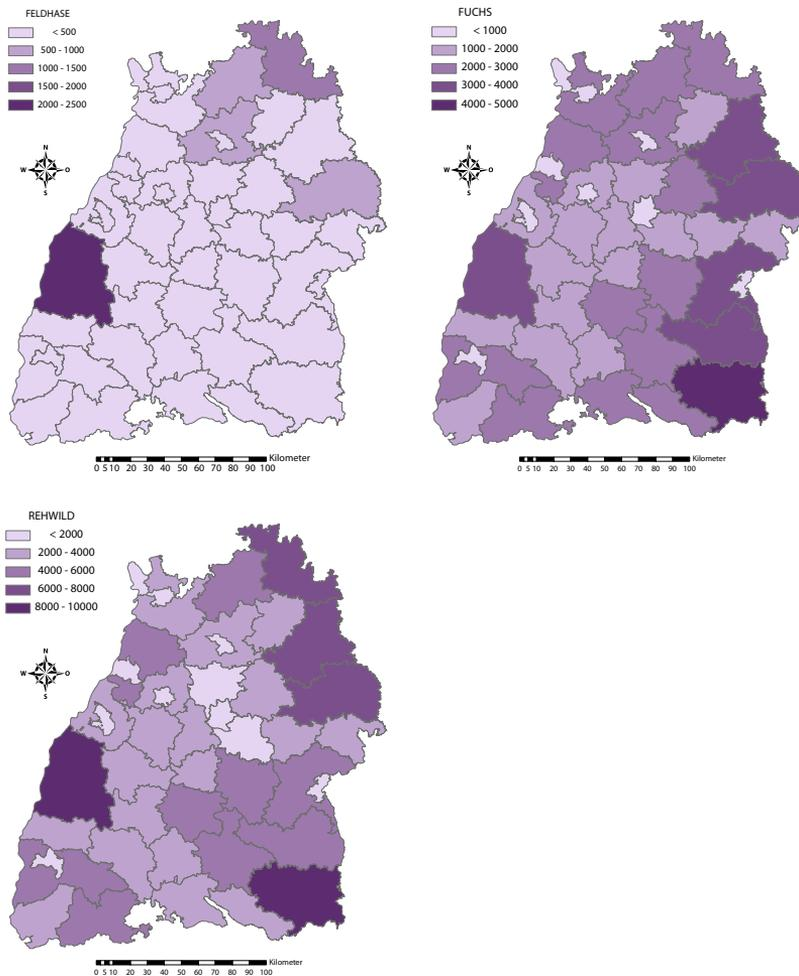 FELDHASE
< 500
500 - 1000
1000 - 1500
1500 - 2000
2000 - 2500
N
W O
S
Kilometer
0 5 10 20 30 40 50 60 70 80 90 100
FUCHS
< 1000
1000 - 2000
2000 - 3000
3000 - 4000
4000 - 5000
N
W O
S
Kilometer
0 5 10 20 30 40 50 60 70 80 90 100
REHWILD
< 2000
2000 - 4000
4000 - 6000
6000 - 8000
8000 - 10000
N
W O
S
Kilometer
0 5 10 20 30 40 50 60 70 80 90 100